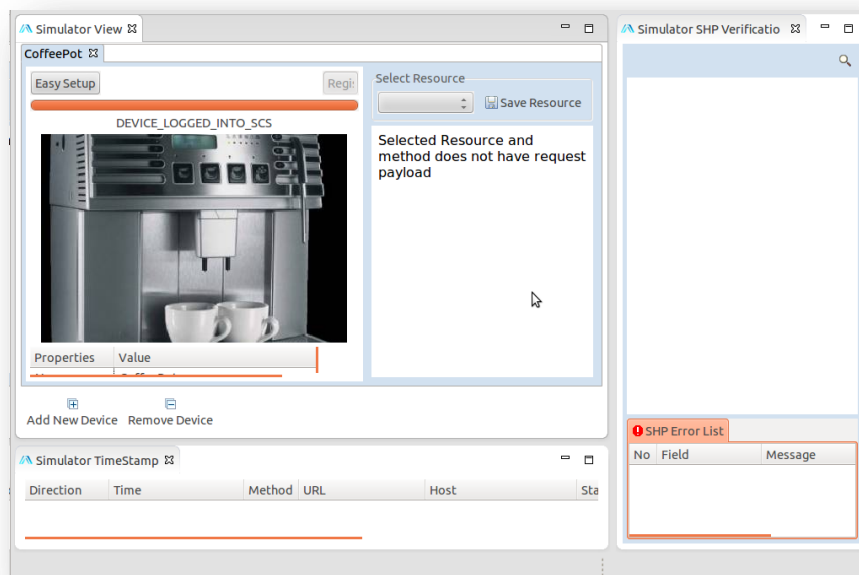 Simulator View
CoffeePot
Easy Setup
Regi
DEVICE_LOGGED_INTO_SCS
Properties Value
Select Resource
Save Resource
Selected Resource and
method does not have request
payload
Add New Device Remove Device
Simulator TimeStamp
Direction Time Method URL Host Sta
Simulator SHP Verificatio
SHP Error List
No Field Message